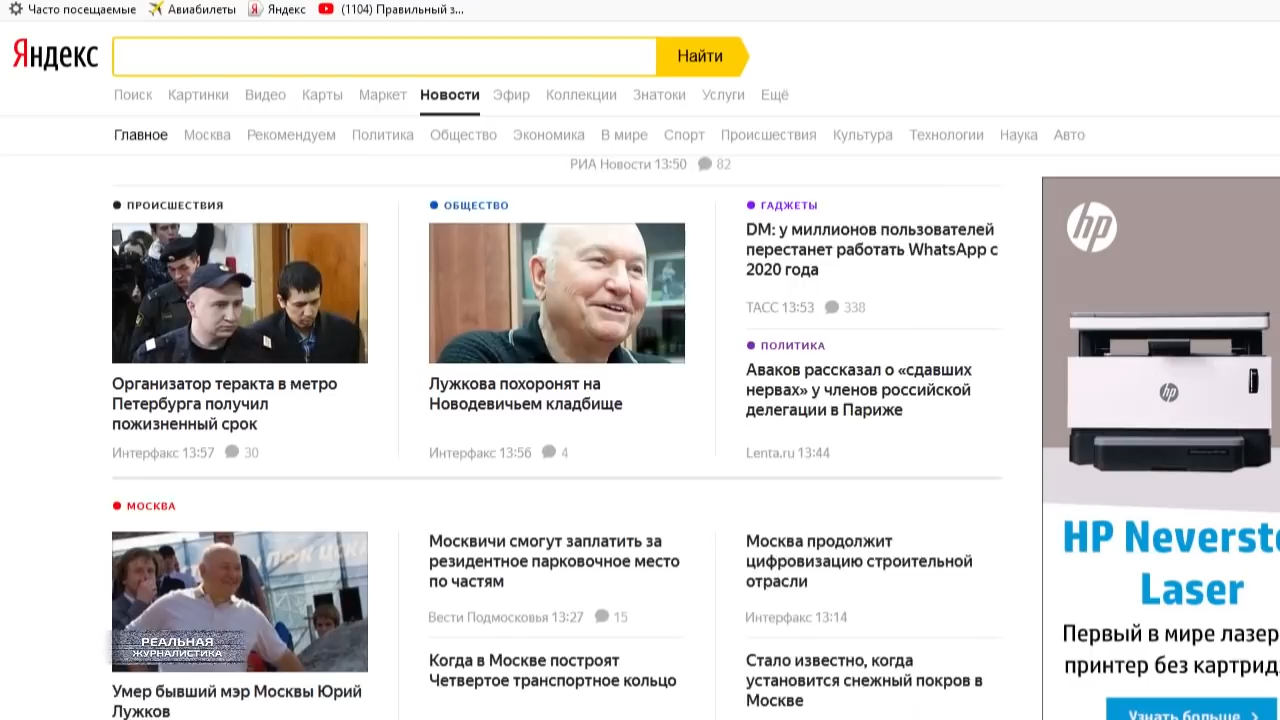 Часто посещаемые Авиабилеты Яндекс (1104) Правильный з...
Яндекс Найти
Поиск Картинки Видео Карты Маркет Новости Эфир Коллекции Знатоки Услуги Ещё
Главное Москва Рекомендуем Политика Общество Экономика В мире Спорт Происшествия Культура Технологии Наука Авто
РИА Новости 13:50 82
ПРОИСШЕСТВИЯ
Организатор теракта в метро
Петербурга получил
пожизненный срок
Интерфакс 13:57 30
ОБЩЕСТВО
Лужкова похоронят на
Новодевичьем кладбище
Интерфакс 13:56 4
ГАДЖЕТЫ
DM: у миллионов пользователей
перестанет работать WhatsApp с
2020 года
ТАСС 13:53 338
ПОЛИТИКА
Аваков рассказал о «сдавших
нервах» у членов российской
делегации в Париже
Lenta.ru 13:44
МОСКВА
РЕАЛЬНАЯ
ЖУРНАЛИСТИКА
Умер бывший мэр Москвы Юрий
Лужков
Москвичи смогут заплатить за
резидентное парковочное место
по частям
Вести Подмосковья 13:27 15
Когда в Москве построят
Четвертое транспортное кольцо
Москва продолжит
цифровизацию строительной
отрасли
Интерфакс 13:14
Стало известно, когда
установится снежный покров в
Москве
hp
hp
HP Neversto
Laser
Первый в мире лазер
принтер без картрид
Узнать больше